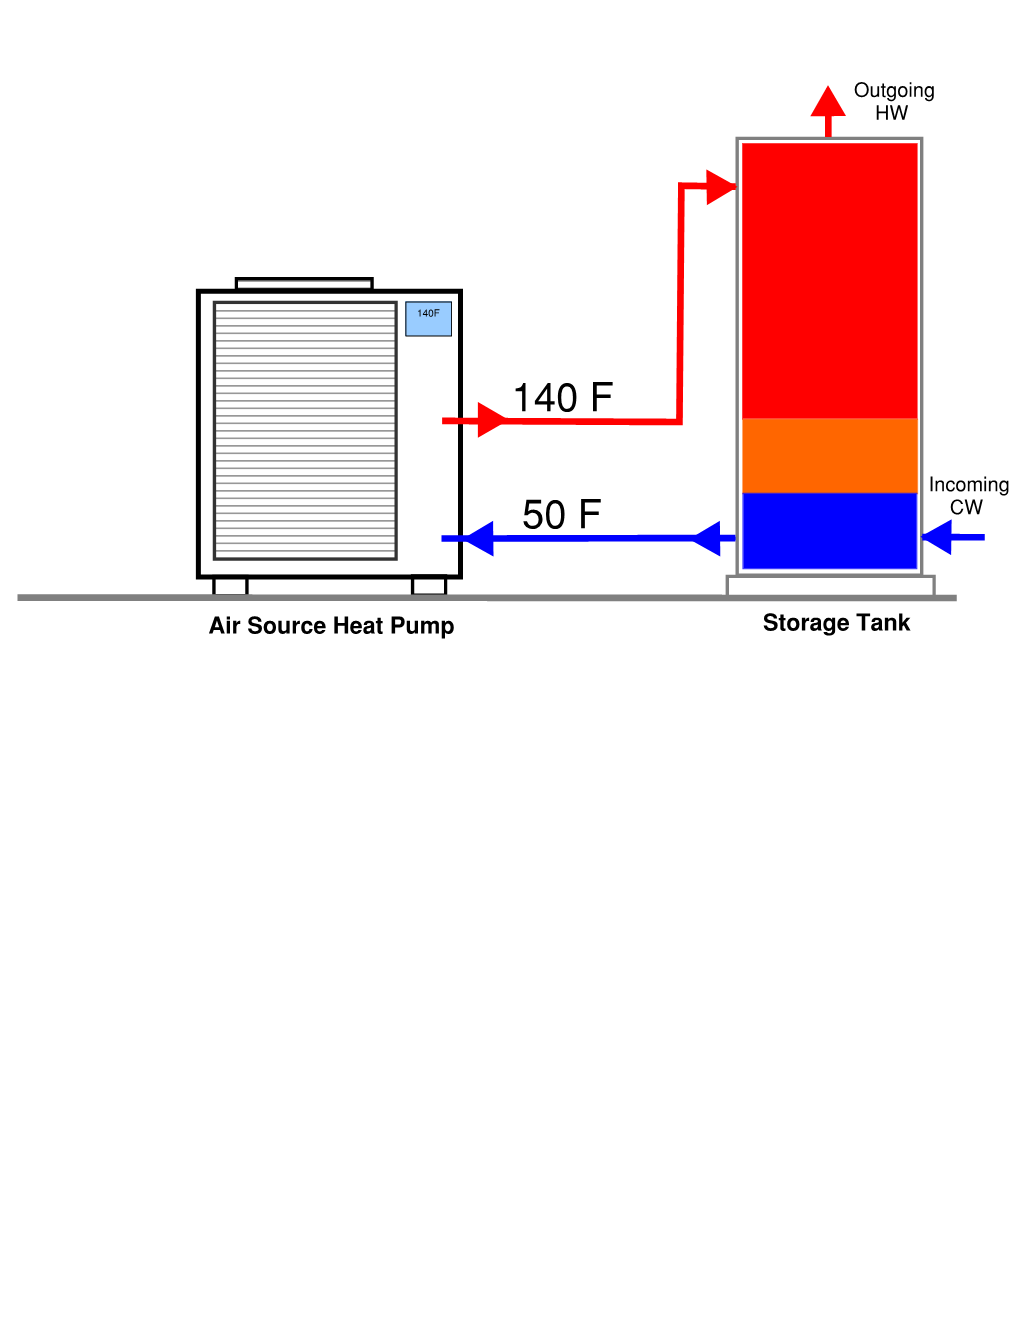 Outgoing
HW
140F
140 F
50 F
Incoming
CW
Air Source Heat Pump
Storage Tank